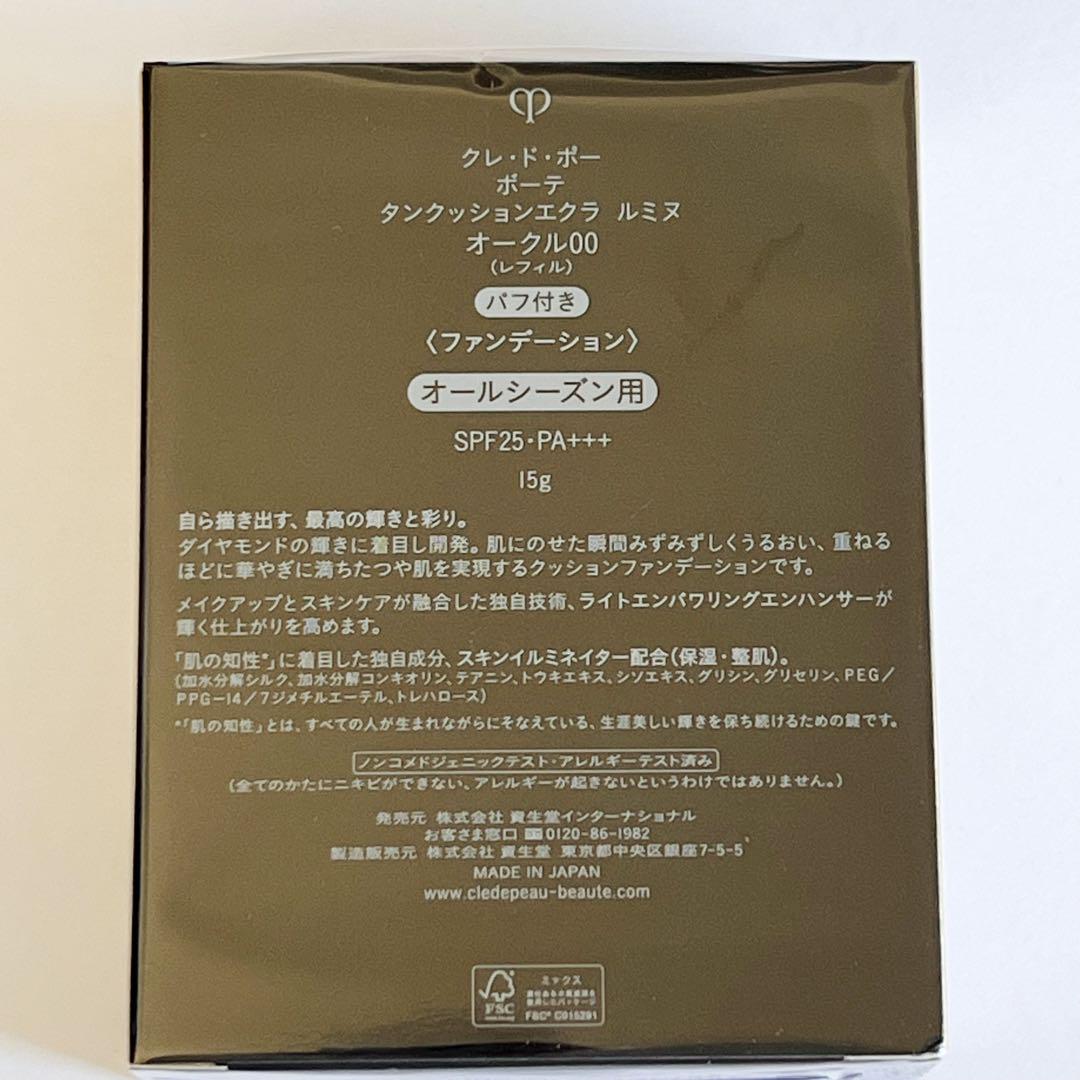 クレ・ド・ポー
ボーテ
タンクッションエクラ ルミヌ
オークル00
(レフィル)
パフ付き
〈ファンデーション〉
オールシーズン用
SPF25・PA+++
15g
自ら描き出す、最高の輝きと彩り。
ダイヤモンドの輝きに着目し開発。肌にのせた瞬間みずみずしくうるおい、重ねる
ほどに華やぎに満ちたつや肌を実現するクッションファンデーションです。
メイクアップとスキンケアが融合した独自技術、ライトエンパワリングエンハンサーが
輝く仕上がりを高めます。
「肌の知性*」に着目した独自成分、スキンイルミネイター配合(保湿・整肌)。
(加水分解シルク、加水分解コンキオリン、テアニン、トウキエキス、シソエキス、グリシン、グリセリン、PEG/
PPG-14/7ジメチルエーテル、トレハロース)
*「肌の知性」とは、すべての人が生まれながらにそなえている、生涯美しい輝きを保ち続けるための鍵です。
ノンコメドジェニックテスト・アレルギーテスト済み
(全てのかたにニキビができない、アレルギーが起きないというわけではありません。)
発売元 株式会社 資生堂インターナショナル
お客さま窓口 0120-86-1982
製造販売元 株式会社 資生堂 東京都中央区銀座7-5-5
MADE IN JAPAN
www.cledepeau-beaute.com
FSC
ミックス
責任ある木質資源を
使用したパッケージ
FSC® C015291